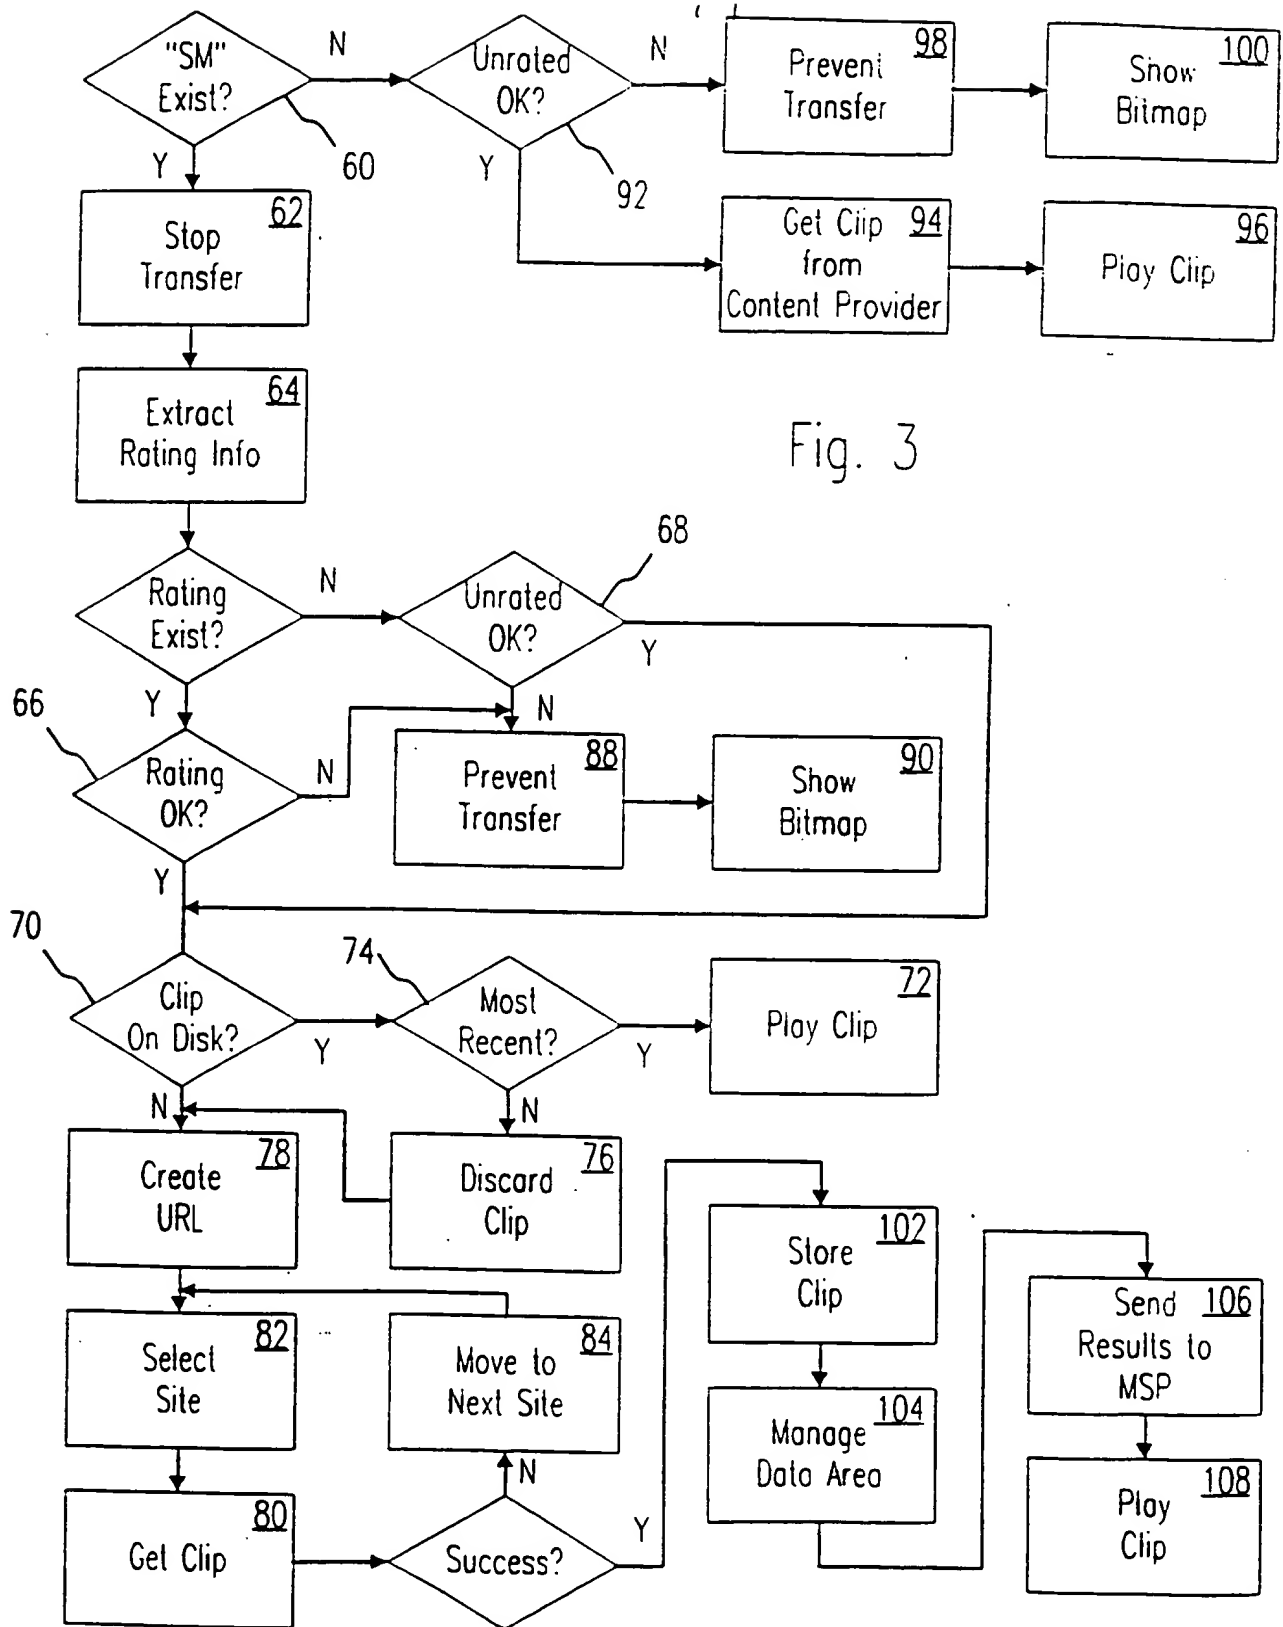 "SM"
Exist?
N
60
Y
Unrated
OK?
N
92
Y
98
Prevent
Transfer
100
Show
Bitmap
62
Stop
Transfer
Get Clip 94
from
Content Provider
96
Play Clip
64
Extract
Rating Info
Fig. 3
Rating
Exist?
N
Y
Unrated
OK?
68
Y
N
66
Rating
OK?
N
Y
88
Prevent
Transfer
90
Show
Bitmap
70
Clip
On Disk?
Y
N
74
Most
Recent?
Y
N
72
Play Clip
78
Create
URL
76
Discard
Clip
82
Select
Site
84
Move to
Next Site
N
80
Get Clip
Success?
Y
102
Store
Clip
104
Manage
Data Area
Send 106
Results to
MSP
108
Play
Clip